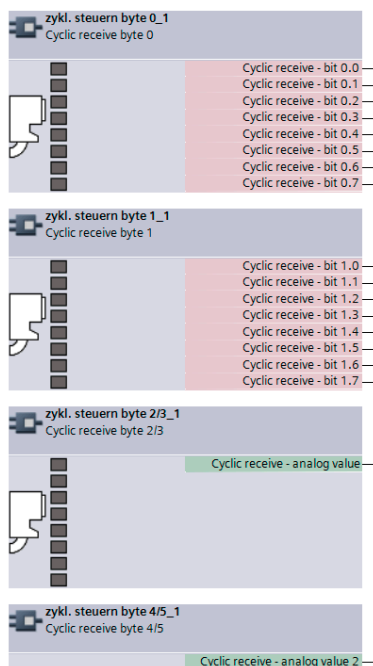 zykl. steuern byte 0_1
Cyclic receive byte 0
Cyclic receive - bit 0.0
Cyclic receive - bit 0.1
Cyclic receive - bit 0.2
Cyclic receive - bit 0.3
Cyclic receive - bit 0.4
Cyclic receive - bit 0.5
Cyclic receive - bit 0.6
Cyclic receive - bit 0.7
zykl. steuern byte 1_1
Cyclic receive byte 1
Cyclic receive - bit 1.0
Cyclic receive - bit 1.1
Cyclic receive - bit 1.2
Cyclic receive - bit 1.3
Cyclic receive - bit 1.4
Cyclic receive - bit 1.5
Cyclic receive - bit 1.6
Cyclic receive - bit 1.7
zykl. steuern byte 2/3_1
Cyclic receive byte 2/3
Cyclic receive - analog value
zykl. steuern byte 4/5_1
Cyclic receive byte 4/5
Cyclic receive - analog value 2